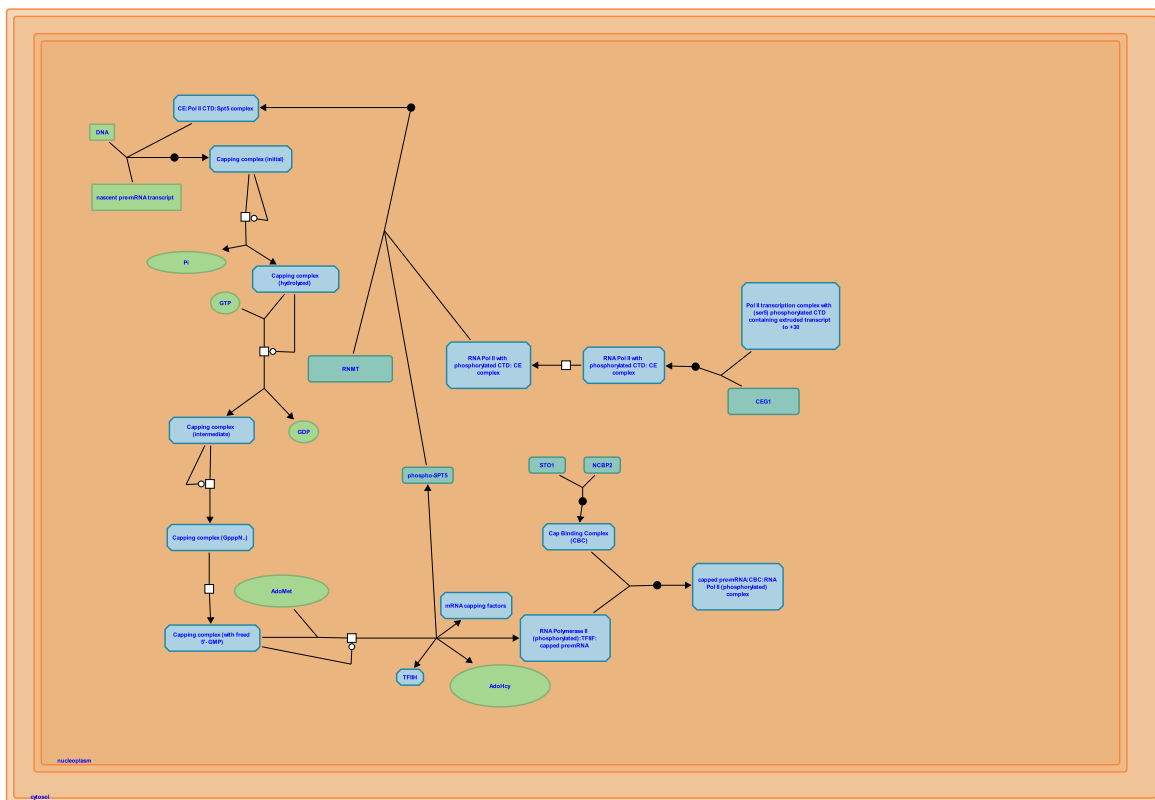 CE:Pol II CTD:Spt5 complex
DNA
Capping complex (initial)
nascent pre-mRNA transcript
Pi
Capping complex
(hydrolyzed)
GTP
RNMT
RNA Pol II with
phosphorylated CTD: CE
complex
RNA Pol II with
phosphorylated CTD: CE
complex
Pol II transcription complex with
(ser5) phosphorylated CTD
containing extruded transcript
to +30
CEG1
Capping complex
(intermediate)
GDP
phospho-SPT5
STO1
NCBP2
Capping complex (GpppN..)
Cap Binding Complex
(CBC)
AdoMet
mRNA capping factors
capped pre-mRNA:CBC:RNA
Pol II (phosphorylated)
complex
Capping complex (with freed
5'- GMP)
RNA Polymerase II
(phosphorylated):TFIIF:
capped pre-mRNA
TFIIH
AdoHcy
nucleoplasm
cytosol